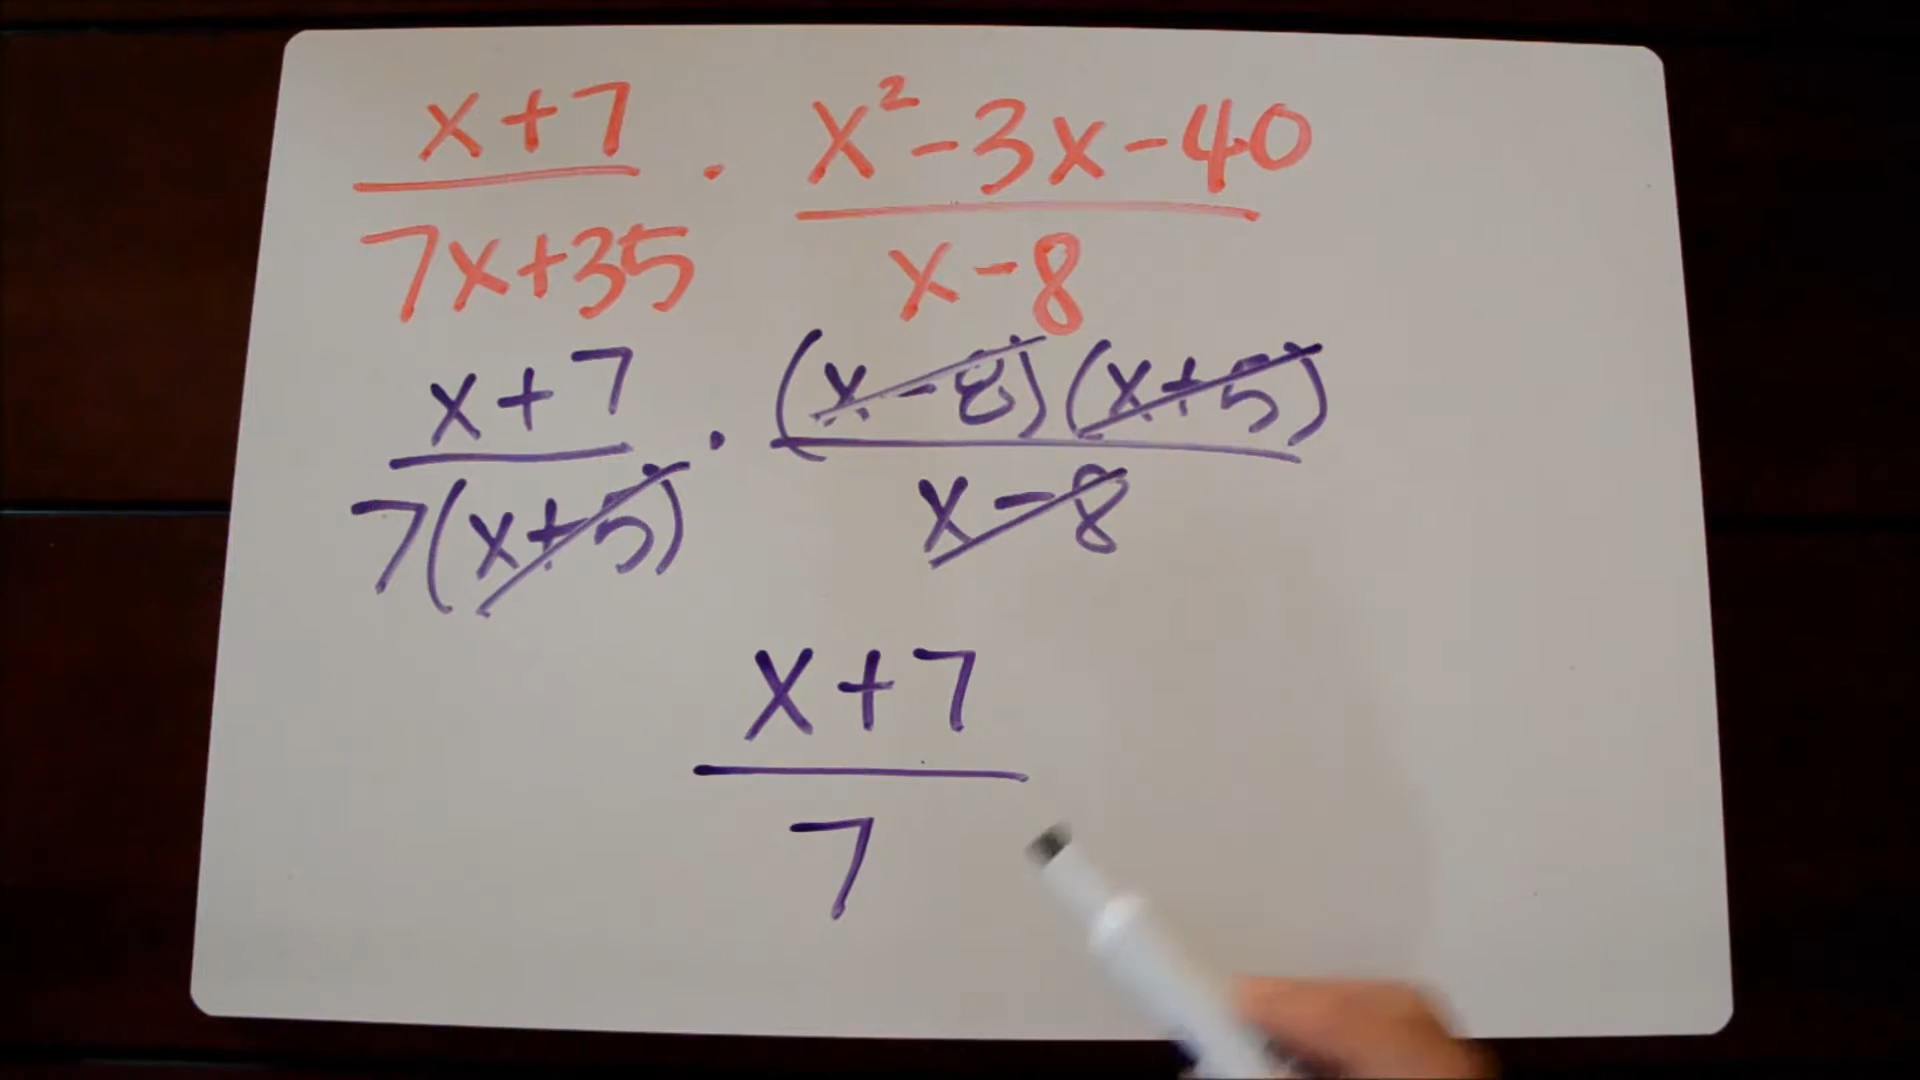 x+7 · x²-3x-40
7x+35 x-8
x+7 · (x-8)(x+5)
7(x+5) x-8
x+7
7